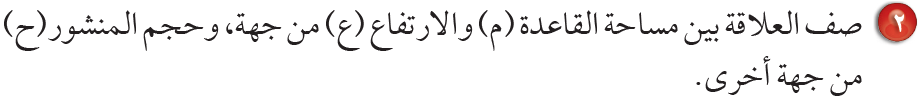 ٢ صف العلاقة بين مساحة القاعدة (م) والارتفاع (ع) من جهة، وحجم المنشور (ح)
من جهة أخرى.